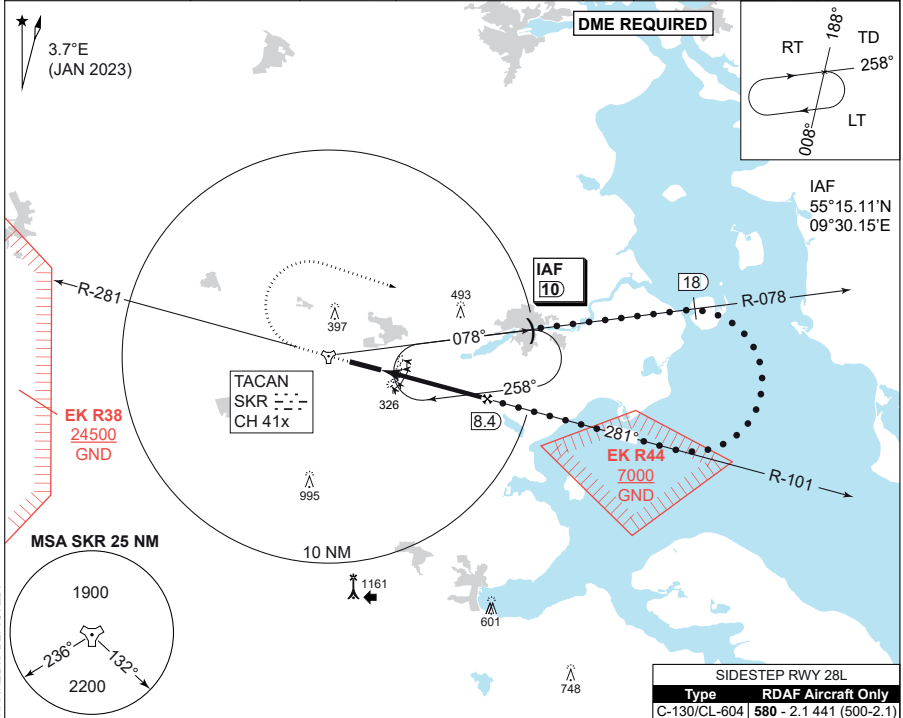 DME REQUIRED
3.7°E
(JAN 2023)
188°
RT
TD
258°
LT
008°
IAF
55°15.11'N
09°30.15'E
IAF
10
18
R-281
R-078
493
397
078°
258°
TACAN
SKR
CH 41x
326
8.4
281°
EK R38
24500
GND
EK R44
7000
GND
R-101
995
MSA SKR 25 NM
10 NM
1900
1161
236°
132°
601
2200
748
SIDESTEP RWY 28L
Type RDAF Aircraft Only
C-130/CL-604 580 - 2.1 441 (500-2.1)